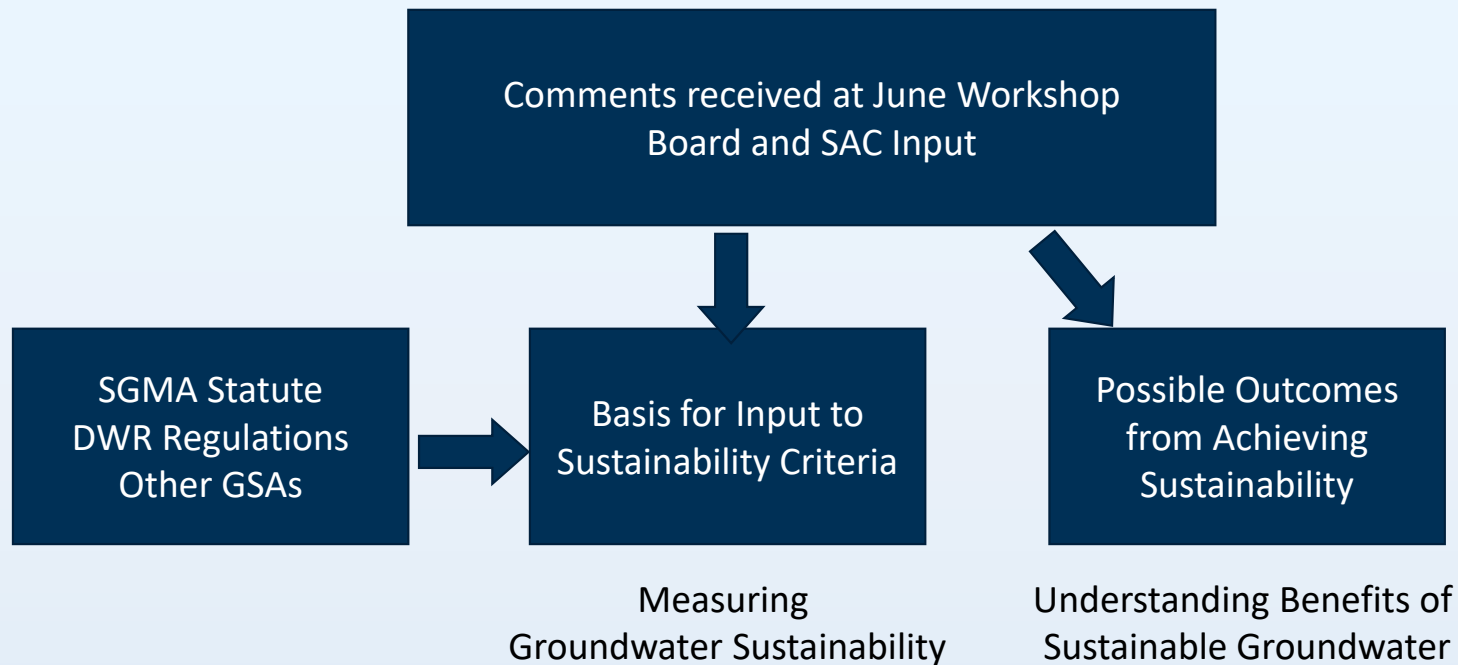 Comments received at June Workshop
Board and SAC Input
SGMA Statute
DWR Regulations
Other GSAs
Basis for Input to
Sustainability Criteria
Possible Outcomes
from Achieving
Sustainability
Measuring
Groundwater Sustainability
Understanding Benefits of
Sustainable Groundwater